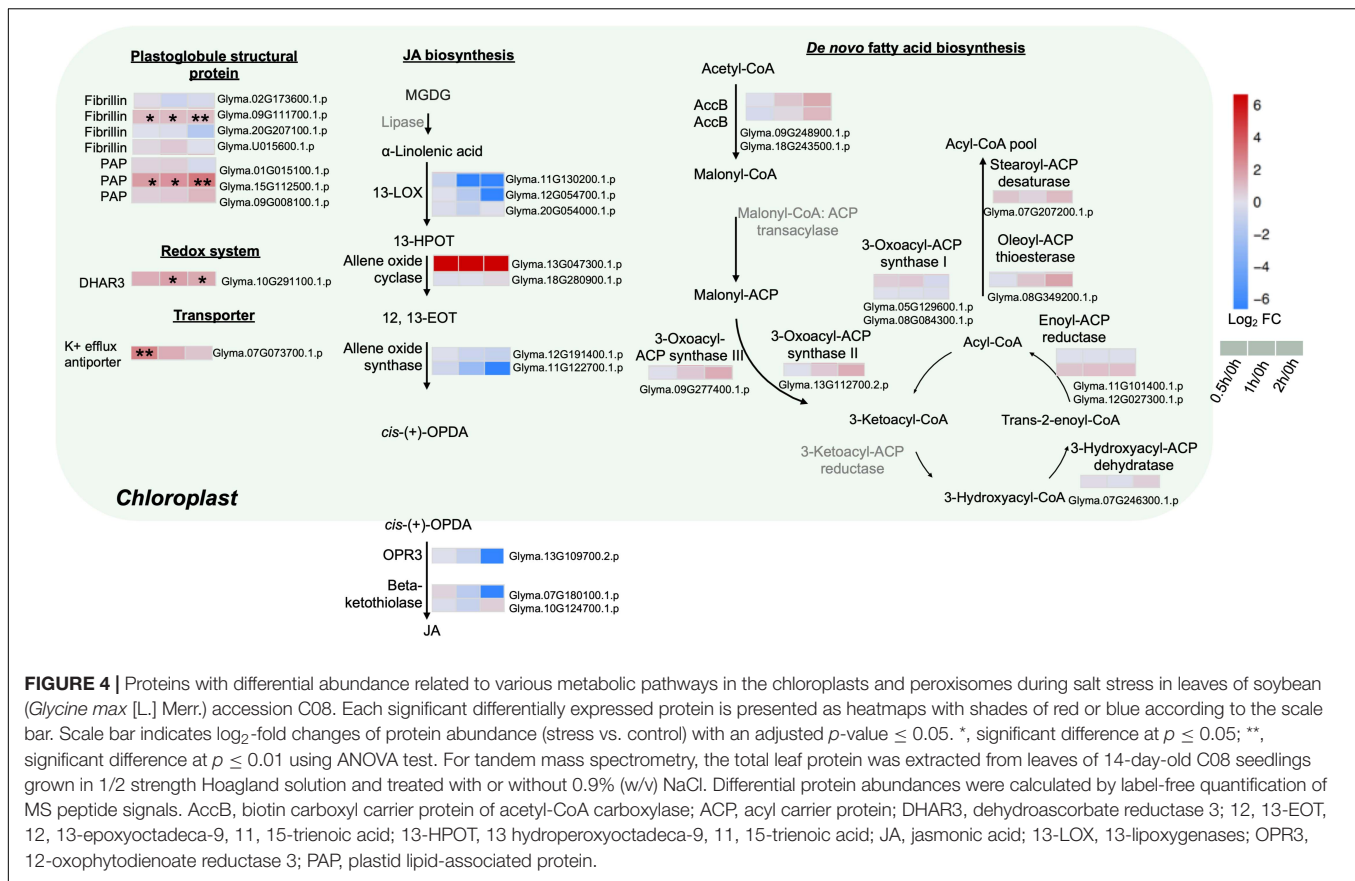 Plastoglubule structural
protein
Fibrillin
Glyma.02G173600.1.p
Fibrillin
* * **
Glyma.09G111700.1.p
Fibrillin
Glyma.20G207100.1.p
Fibrillin
Glyma.U015600.1.p
PAP
Glyma.01G015100.1.p
PAP
* * **
Glyma.15G112500.1.p
PAP
Glyma.09G008100.1.p
Redox system
DHAR3
* *
Glyma.10G291100.1.p
Transporter
K+ efflux
antiporter
**
Glyma.07G073700.1.p
JA biosynthesis
MGDG
Lipase
α-Linolenic acid
13-LOX
Glyma.11G130200.1.p
Glyma.12G054700.1.p
Glyma.20G054000.1.p
13-HPOT
Allene oxide
cyclase
Glyma.13G047300.1.p
Glyma.18G280900.1.p
12, 13-EOT
Allene oxide
synthase
Glyma.12G191400.1.p
Glyma.11G122700.1.p
cis-(+)-OPDA
Chloroplast
cis-(+)-OPDA
OPR3
Glyma.13G109700.2.p
Beta-
ketothiolase
Glyma.07G180100.1.p
Glyma.10G124700.1.p
JA
De novo fatty acid biosynthesis
Acetyl-CoA
AccB
AccB
Glyma.09G248900.1.p
Glyma.18G243500.1.p
Malonyl-CoA
Malonyl-CoA: ACP
transacylase
Malonyl-ACP
3-Oxoacyl-
ACP synthase III
Glyma.09G277400.1.p
3-Oxoacyl-ACP
synthase II
Glyma.13G112700.2.p
3-Oxoacyl-ACP
synthase I
Glyma.05G129600.1.p
Glyma.08G084300.1.p
Acyl-CoA pool
Stearoyl-ACP
desaturase
Glyma.07G207200.1.p
Oleoyl-ACP
thioesterase
Glyma.08G349200.1.p
Acyl-CoA
Enoyl-ACP
reductase
Glyma.11G101400.1.p
Glyma.12G027300.1.p
3-Ketoacyl-CoA
Trans-2-enoyl-CoA
3-Ketoacyl-ACP
reductase
3-Hydroxyacyl-ACP
dehydratase
Glyma.07G246300.1.p
3-Hydroxyacyl-CoA
6
4
2
0
−2
−4
−6
Log2 FC
0.5h/0h
1h/0h
2h/0h
FIGURE 4 | Proteins with differential abundance related to various metabolic pathways in the chloroplasts and peroxisomes during salt stress in leaves of soybean
(Glycine max [L.] Merr.) accession C08. Each significant differentially expressed protein is presented as heatmaps with shades of red or blue according to the scale
bar. Scale bar indicates log2-fold changes of protein abundance (stress vs. control) with an adjusted p-value ≤ 0.05. *, significant difference at p ≤ 0.05; **,
significant difference at p ≤ 0.01 using ANOVA test. For tandem mass spectrometry, the total leaf protein was extracted from leaves of 14-day-old C08 seedlings
grown in 1/2 strength Hoagland solution and treated with or without 0.9% (w/v) NaCl. Differential protein abundances were calculated by label-free quantification of
MS peptide signals. AccB, biotin carboxyl carrier protein of acetyl-CoA carboxylase; ACP, acyl carrier protein; DHAR3, dehydroascorbate reductase 3; 12, 13-EOT,
12, 13-epoxyoctadeca-9, 11, 15-trienoic acid; 13-HPOT, 13 hydroperoxyoctadeca-9, 11, 15-trienoic acid; JA, jasmonic acid; 13-LOX, 13-lipoxygenases; OPR3,
12-oxophytodienoate reductase 3; PAP, plastid lipid-associated protein.